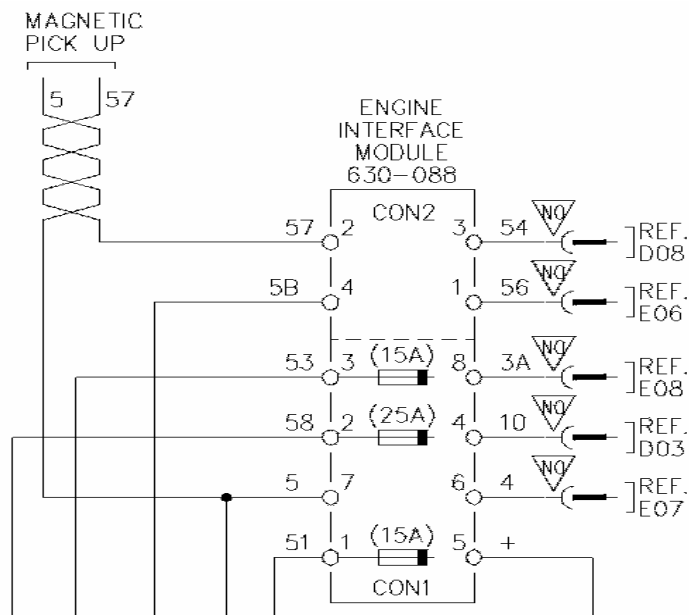 MAGNETIC
PICK UP
5 57
ENGINE
INTERFACE
MODULE
630-088
CON2
57 2 3 54 NO REF.
D08
5B 4 1 56 NO REF.
E06
53 3 (15A) 8 3A NO REF.
E08
58 2 (25A) 4 10 NO REF.
D03
5 7 6 4 NO REF.
E07
51 1 (15A) 5 +
CON1